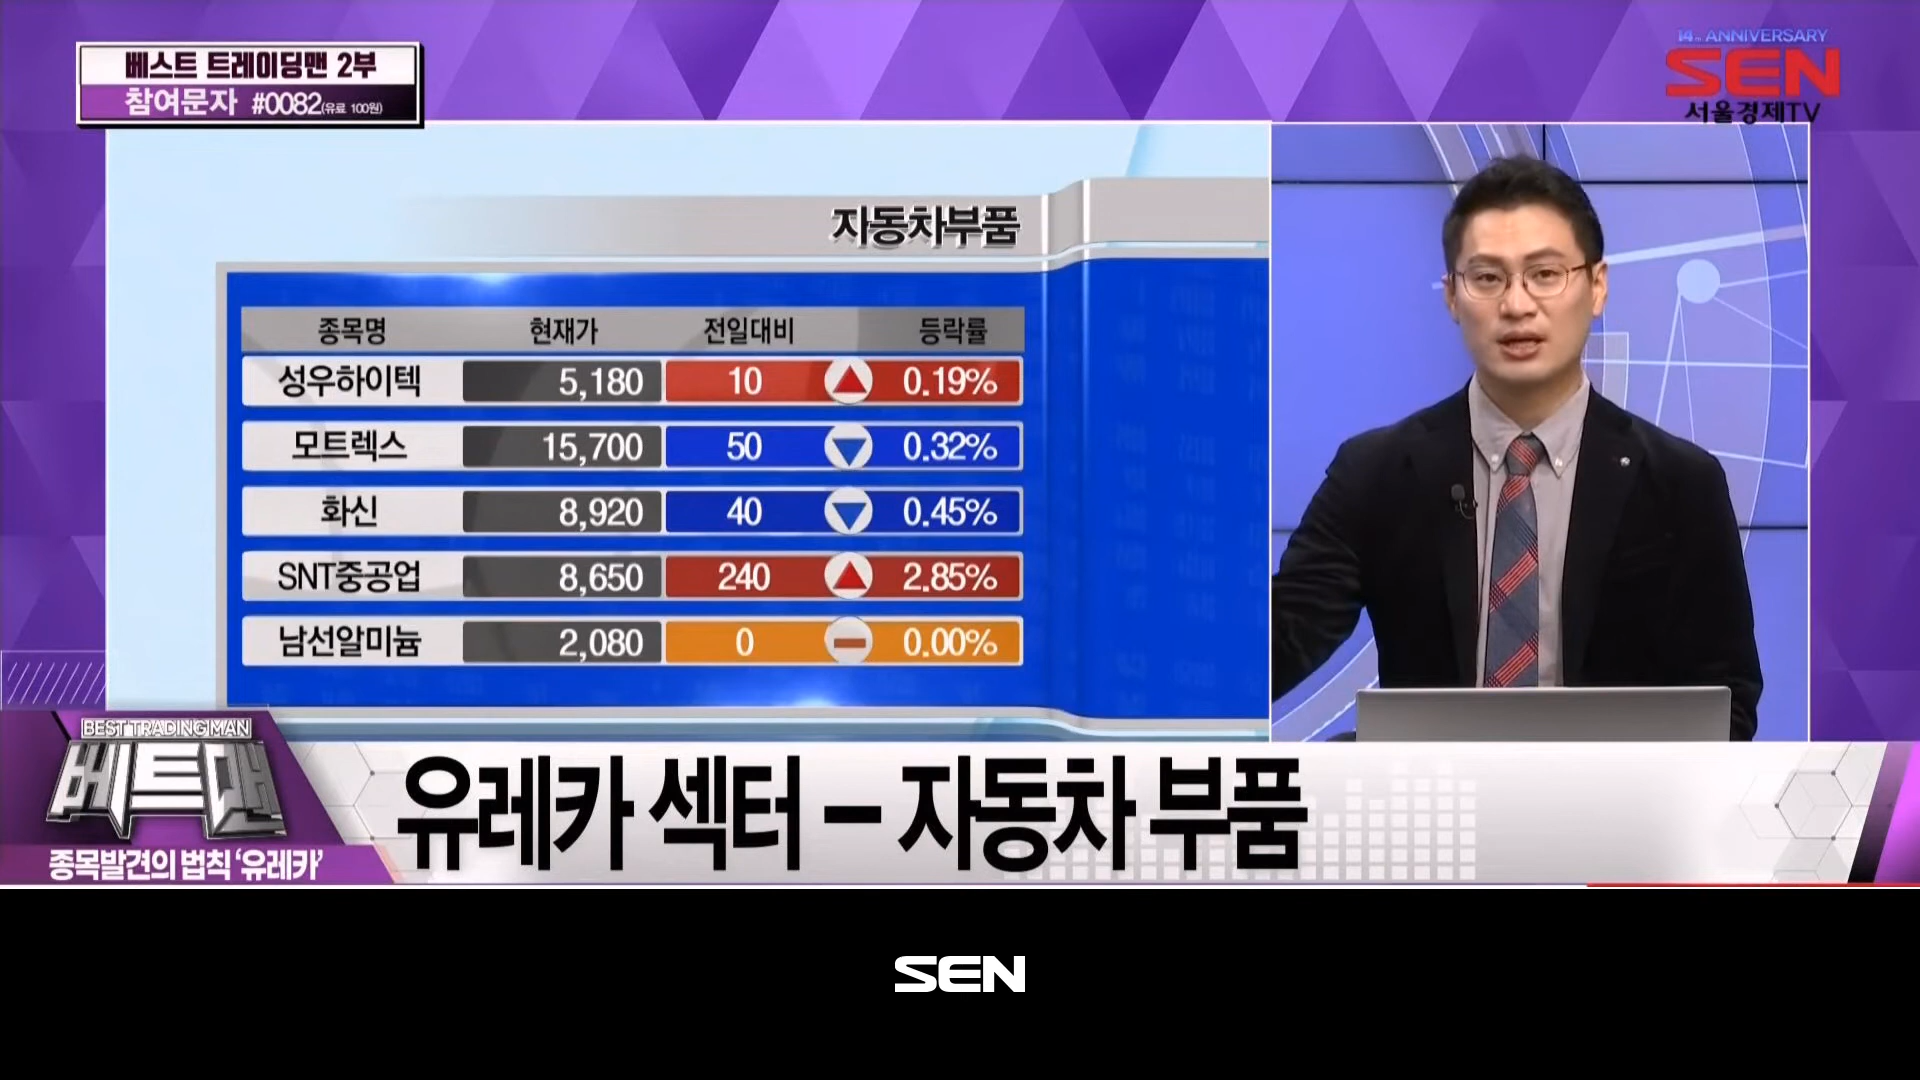 베스트 트레이딩맨 2부
참여문자 #0082(유료 100원)
14th ANNIVERSARY
SEN
서울경제TV
자동차부품
종목명 현재가 전일대비 등락률
성우하이텍 5,180 10 ▲ 0.19%
모트렉스 15,700 50 ▼ 0.32%
화신 8,920 40 ▼ 0.45%
SNT중공업 8,650 240 ▲ 2.85%
남선알미늄 2,080 0 - 0.00%
BEST TRADING MAN
베트맨
종목발견의 법칙 ‘유레카’
유레카 섹터 – 자동차 부품
SEN